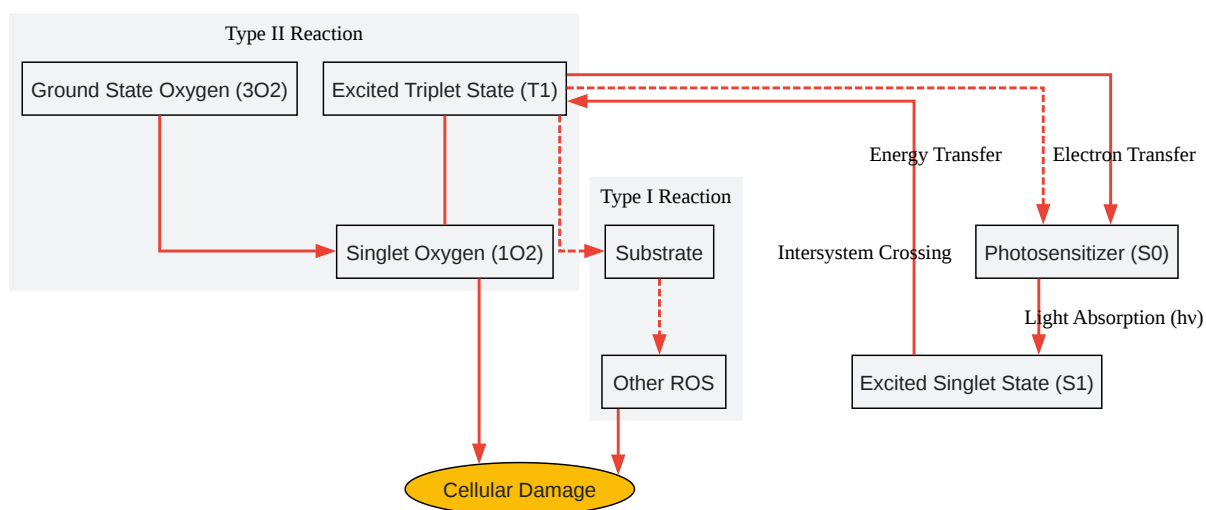 Type II Reaction
Ground State Oxygen (3O2)
Excited Triplet State (T1)
Energy Transfer
Electron Transfer
Type I Reaction
Singlet Oxygen (1O2)
Substrate
Intersystem Crossing
Photosensitizer (S0)
Light Absorption (hν)
Other ROS
Excited Singlet State (S1)
Cellular Damage